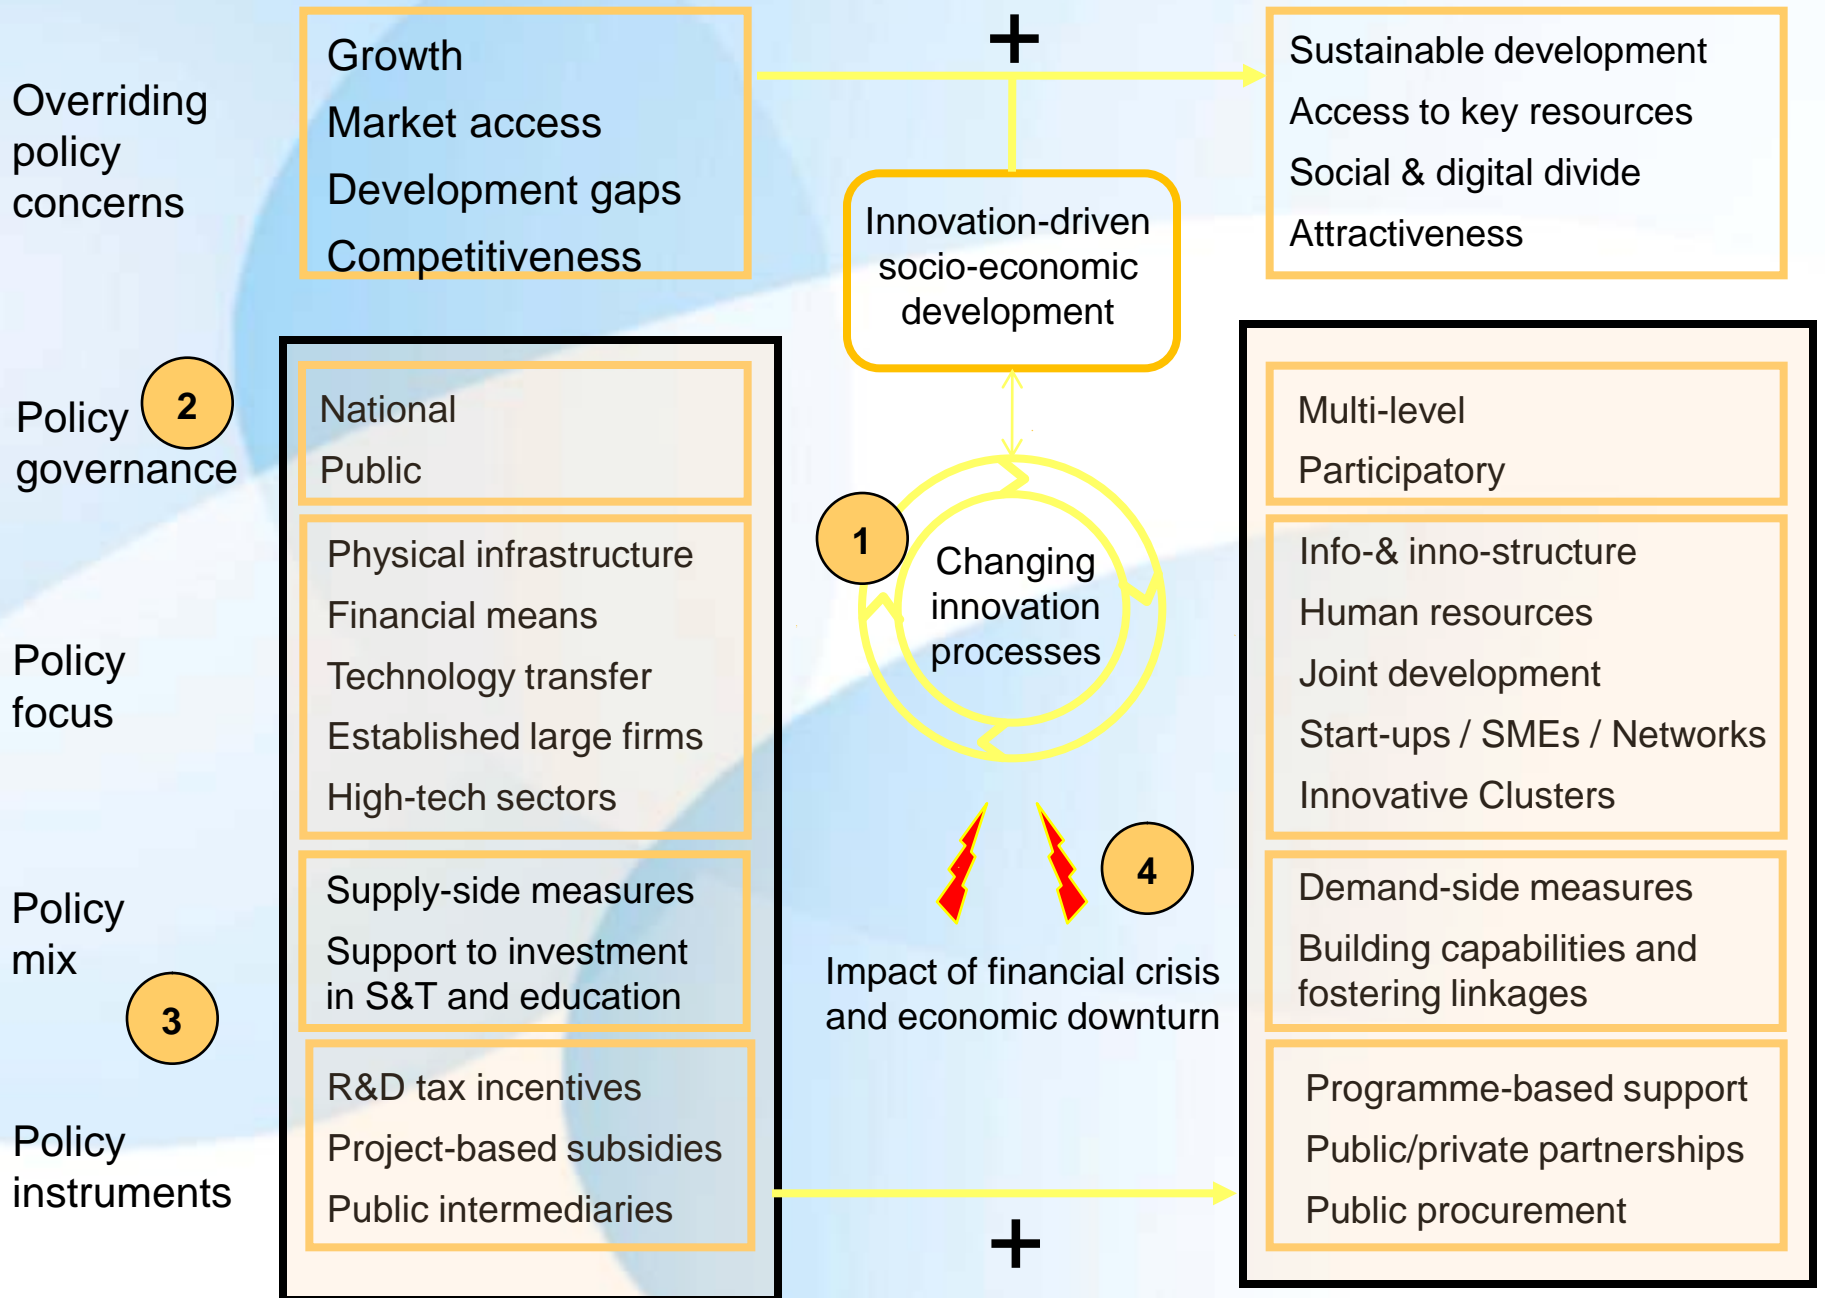 +
Overriding
policy
concerns
Growth
Market access
Development gaps
Competitiveness
Innovation-driven
socio-economic
development
Sustainable development
Access to key resources
Social & digital divide
Attractiveness
Policy
governance
2
National
Public
Multi-level
Participatory
Policy
focus
Physical infrastructure
Financial means
Technology transfer
Established large firms
High-tech sectors
1
Changing
innovation
processes
Info-& inno-structure
Human resources
Joint development
Start-ups / SMEs / Networks
Innovative Clusters
Policy
mix
3
Supply-side measures
Support to investment
in S&T and education
4
Impact of financial crisis
and economic downturn
Demand-side measures
Building capabilities and
fostering linkages
Policy
instruments
R&D tax incentives
Project-based subsidies
Public intermediaries
Programme-based support
Public/private partnerships
Public procurement
+